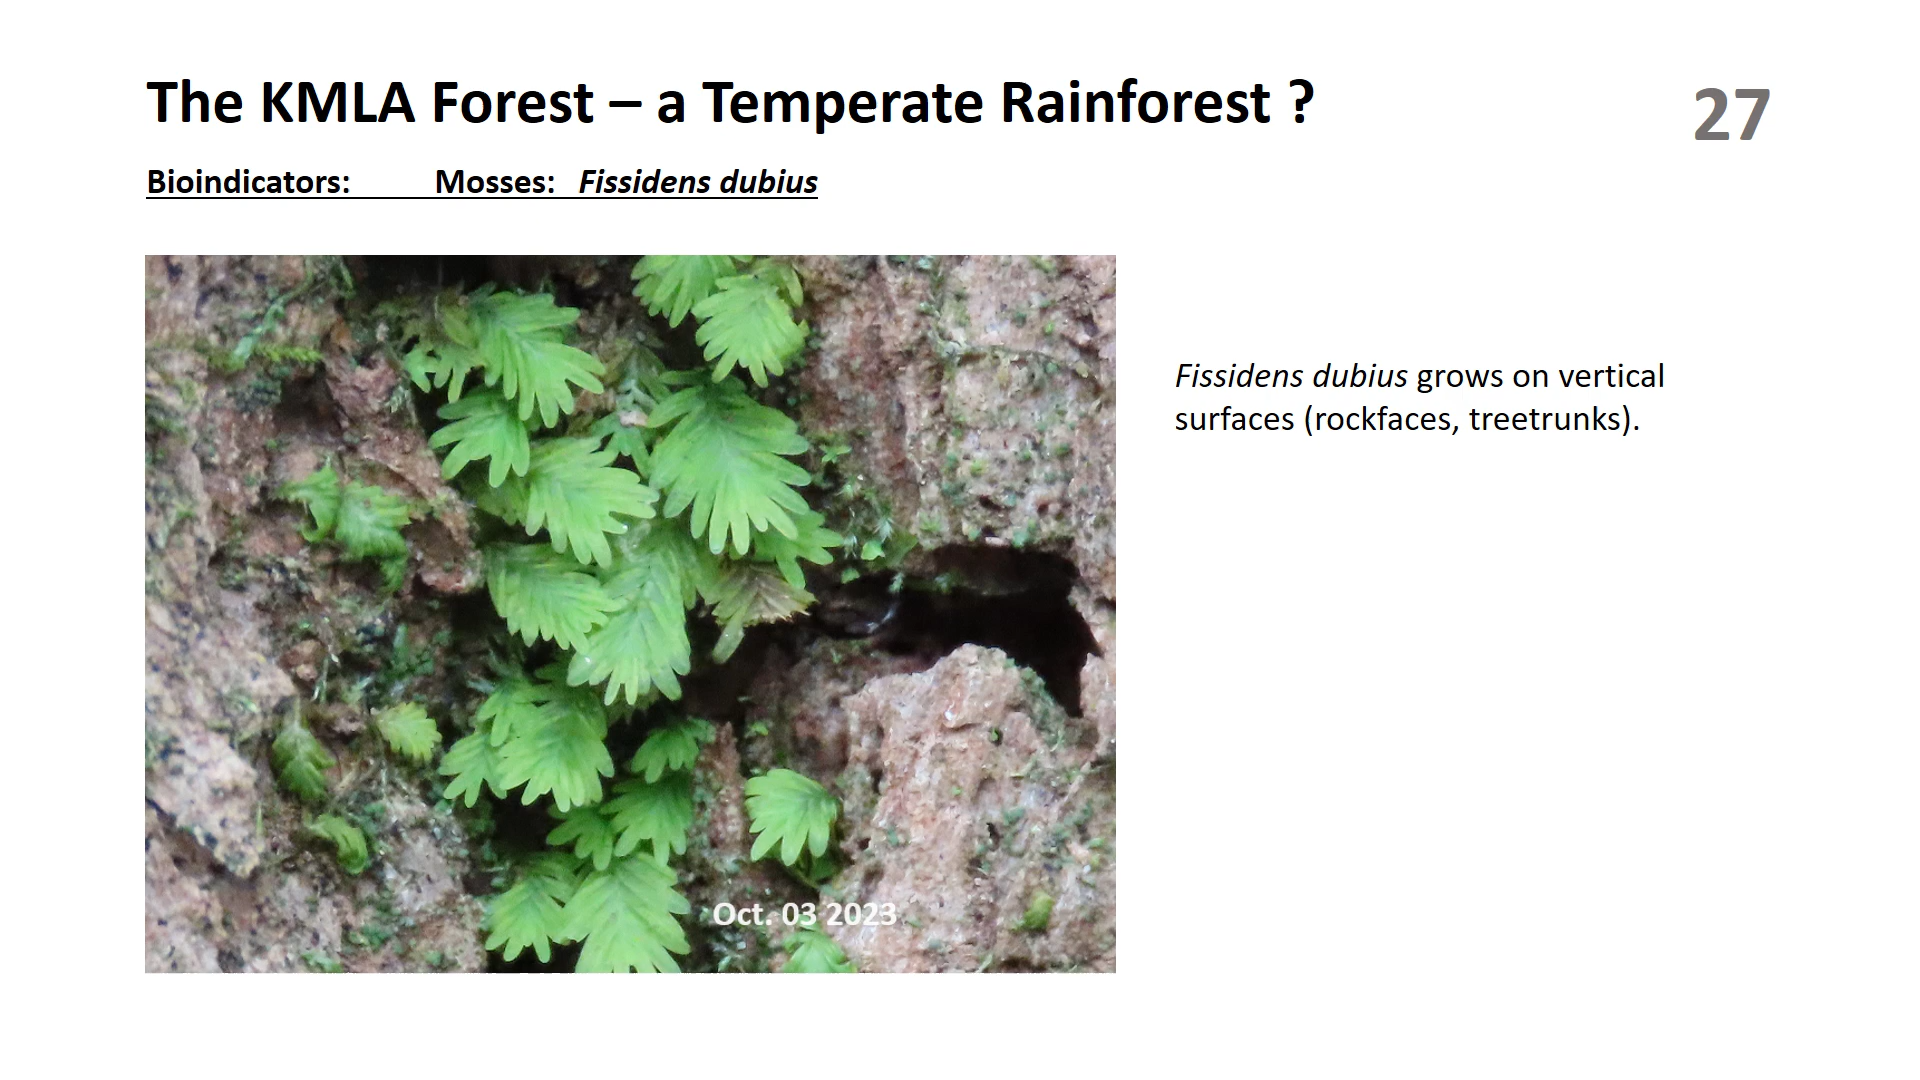 The KMLA Forest – a Temperate Rainforest ?
27
Bioindicators: Mosses: Fissidens dubius
Fissidens dubius grows on vertical
surfaces (rockfaces, treetrunks).
Oct. 03 2023